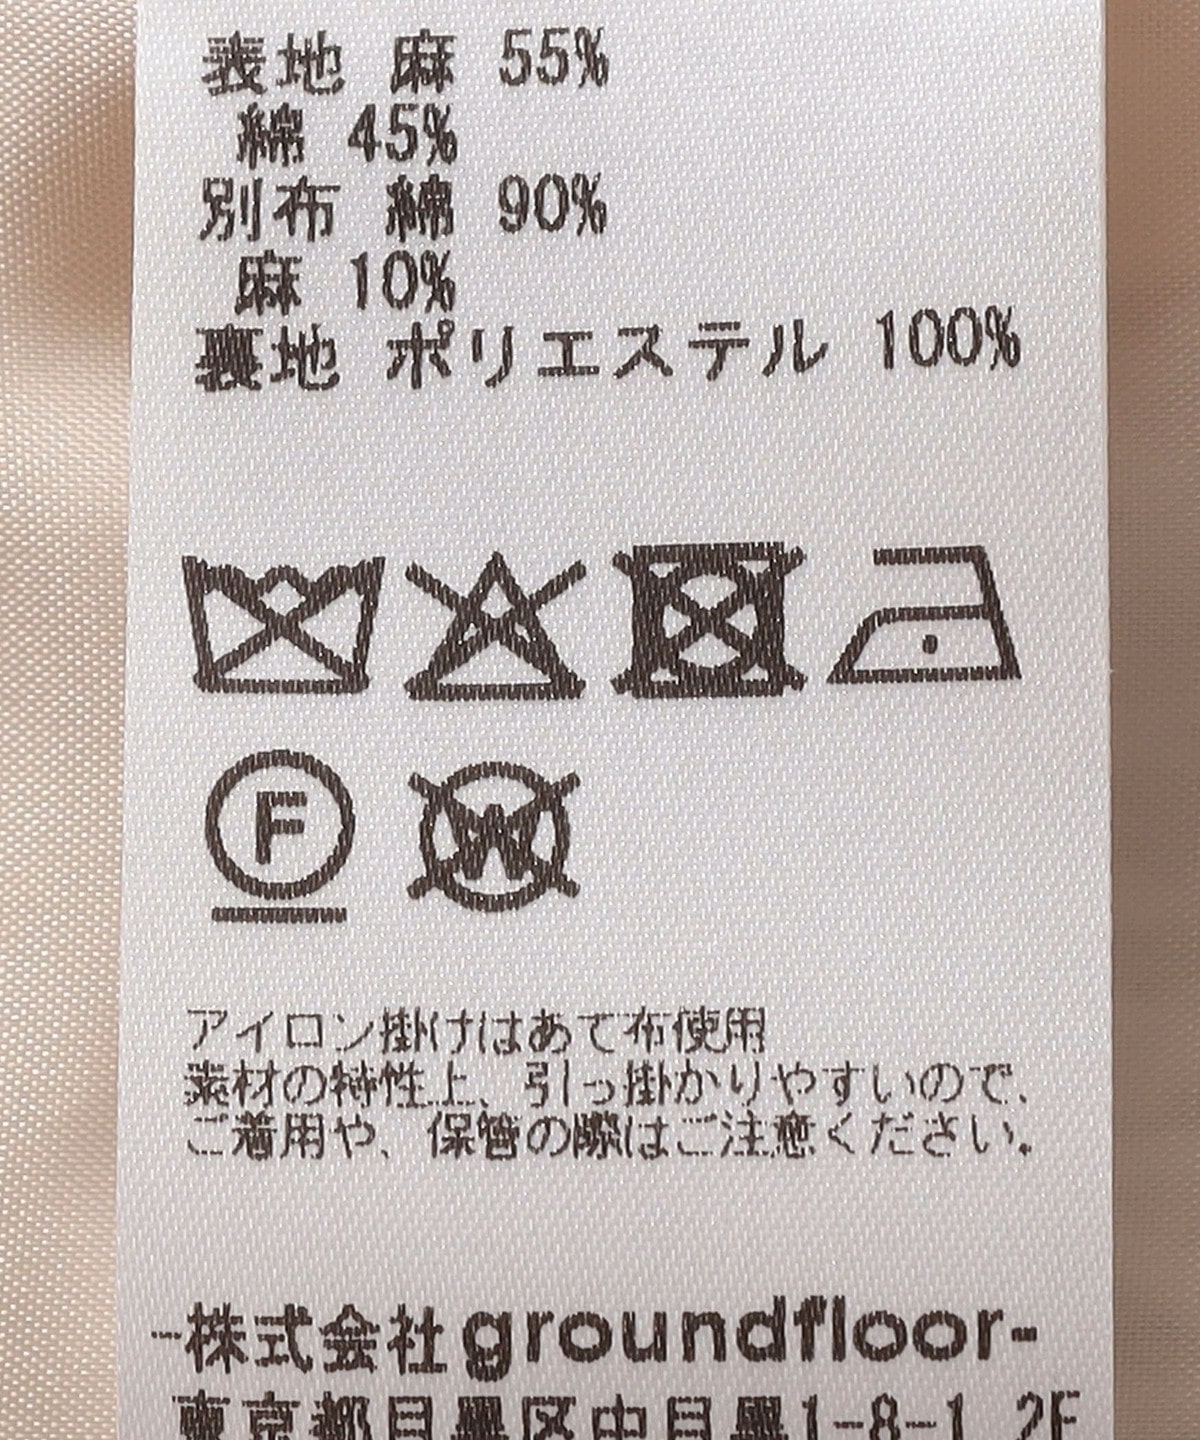 表地 麻 55%
綿 45%
別布 綿 90%
麻 10%
裏地 ポリエステル 100%
F
W
アイロン掛けはあて布使用
素材の特性上、引っ掛かりやすいので、
ご着用や、保管の際はご注意ください。
-株式会社groundfloor-
東京都目黒区中目黒1-8-1 2F